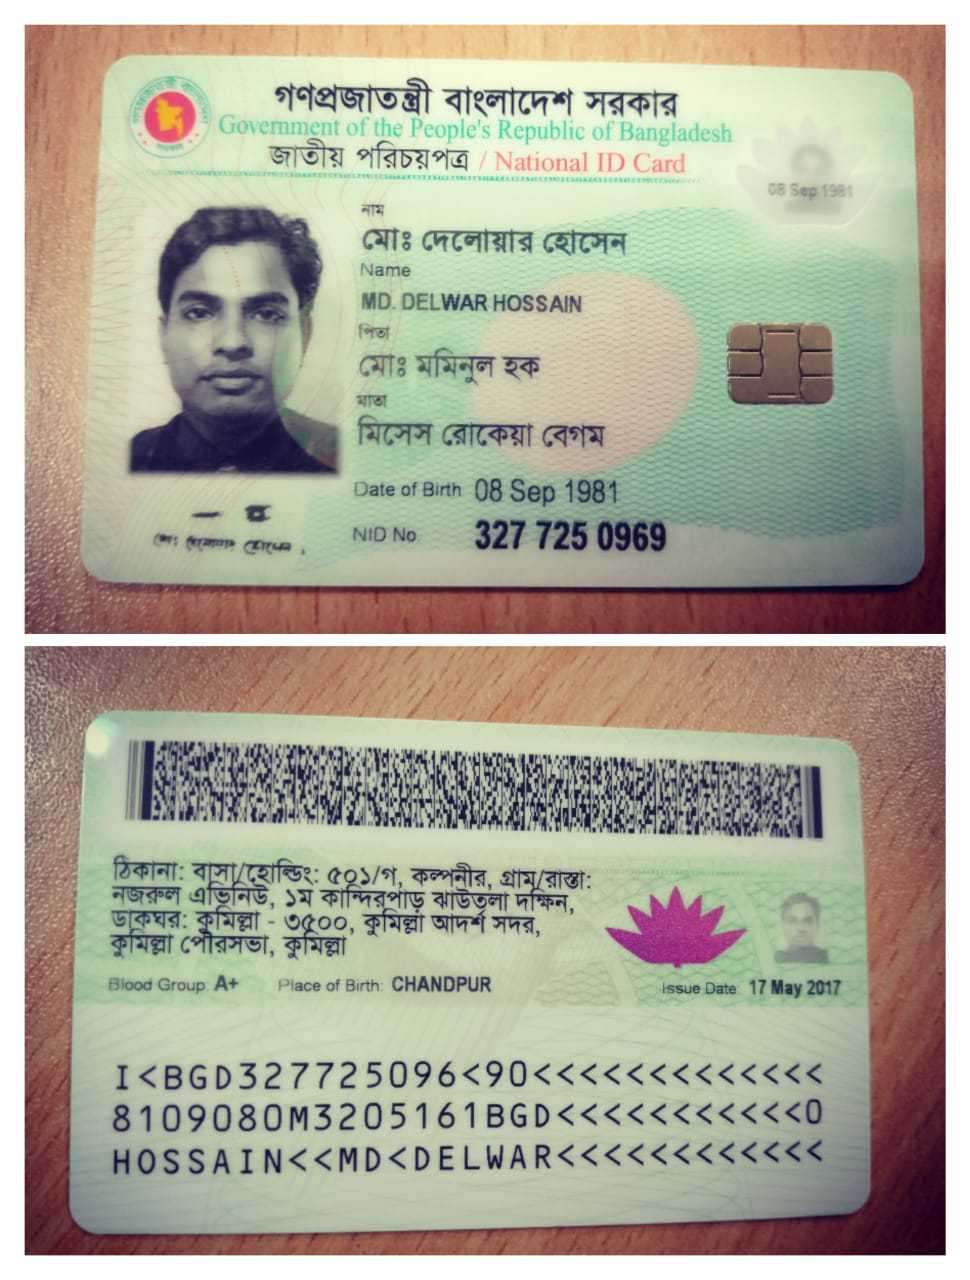 গণপ্রজাতন্ত্রী বাংলাদেশ সরকার
Government of the People's Republic of Bangladesh
জাতীয় পরিচয়পত্র / National ID Card
08 Sep 1981
নাম
মোঃ দেলোয়ার হোসেন
Name
MD. DELWAR HOSSAIN
পিতা
মোঃ মমিনুল হক
মাতা
মিসেস রোকেয়া বেগম
Date of Birth 08 Sep 1981
NID No. 327 725 0969
মোঃ দেলোয়ার হোসেন
ঠিকানা: বাসা/হোল্ডিং: ৫০১/গ, কল্পনীর, গ্রাম/রাস্তা:
নজরুল এভিনিউ, ১ম কান্দিরপাড় ঝাউতলা দক্ষিন,
ডাকঘর: কুমিল্লা - ৩৫০০, কুমিল্লা আদর্শ সদর,
কুমিল্লা পৌরসভা, কুমিল্লা
Blood Group: A+ Place of Birth: CHANDPUR Issue Date: 17 May 2017
I<BGD327725096<90<<<<<<<<<<<<<
8109080M3205161BGD<<<<<<<<<<<0
HOSSAIN<<MD<DELWAR<<<<<<<<<<<<